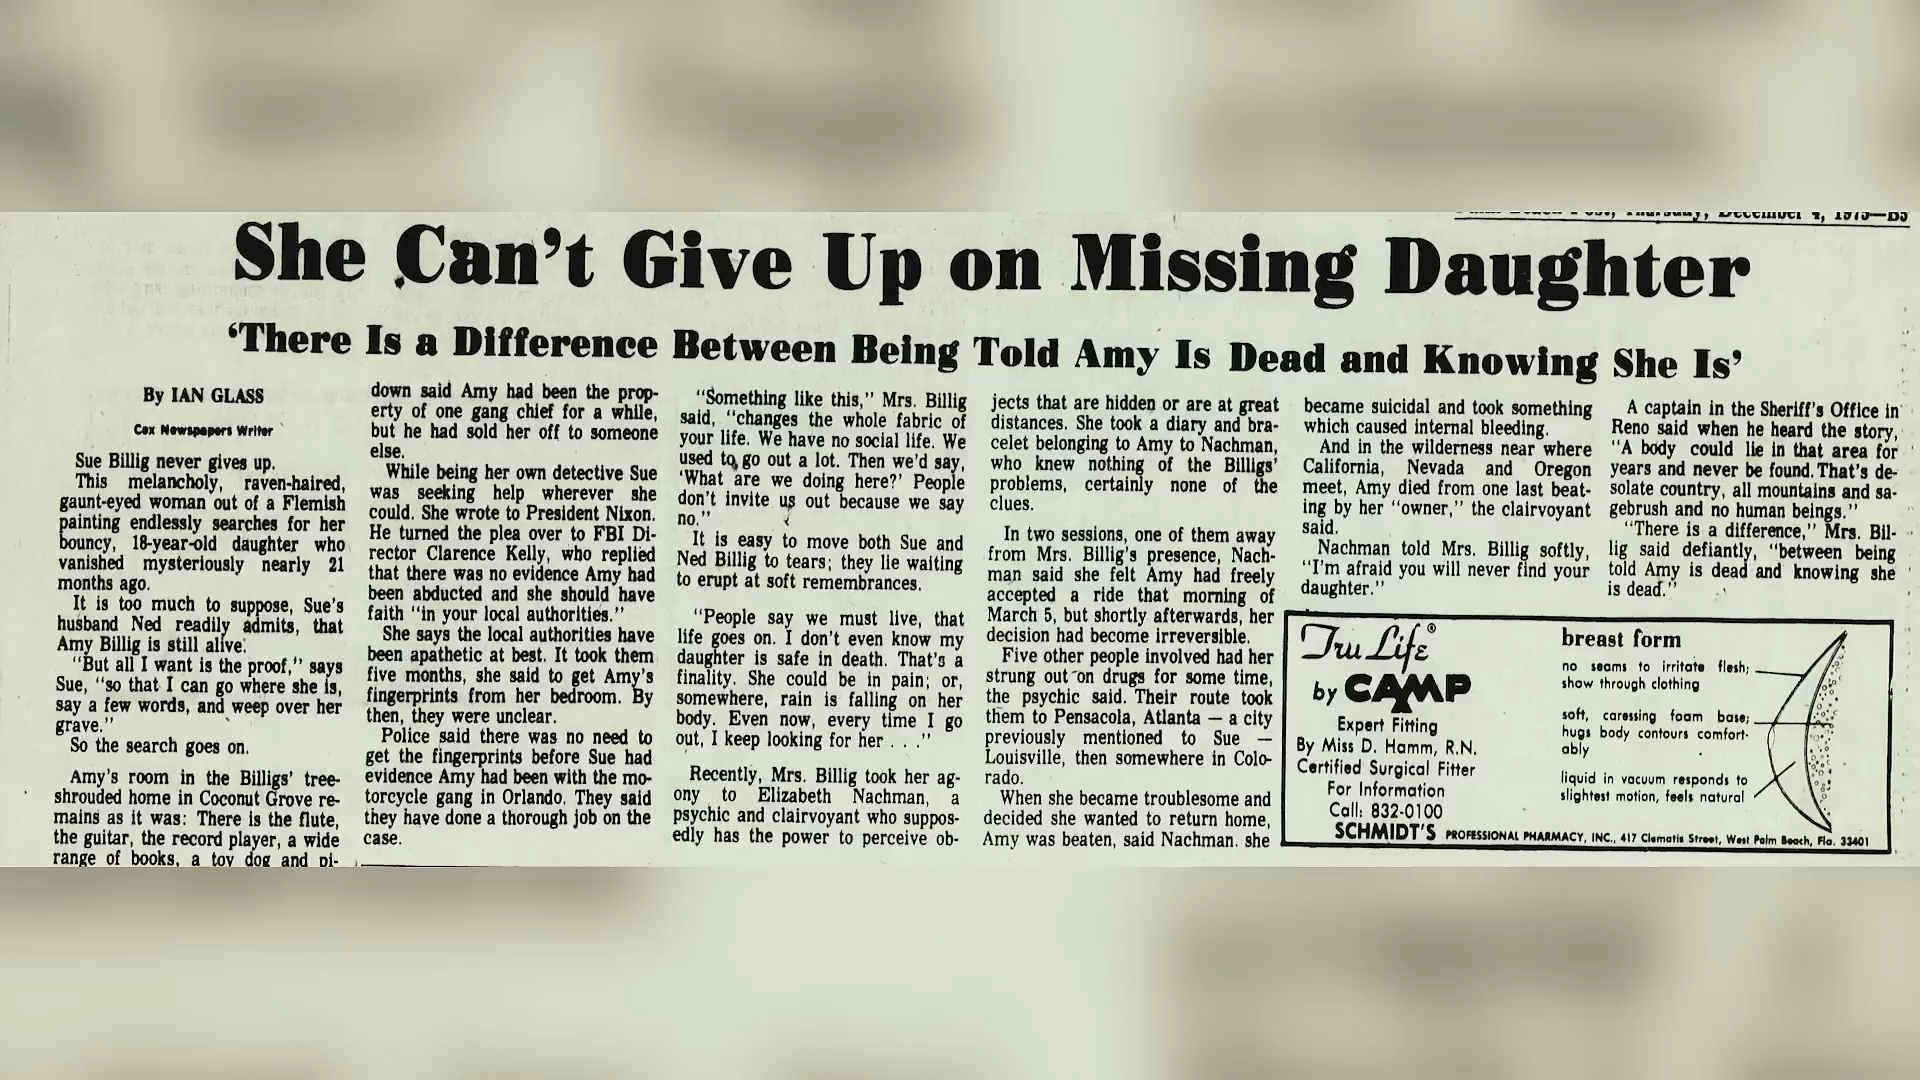 Palm Beach Post, Thursday, December 4, 1975—B5
She Can't Give Up on Missing Daughter
'There Is a Difference Between Being Told Amy Is Dead and Knowing She Is'
By IAN GLASS
Cox Newspapers Writer
Sue Billig never gives up.
This melancholy, raven-haired,
gaunt-eyed woman out of a Flemish
painting endlessly searches for her
bouncy, 18-year-old daughter who
vanished mysteriously nearly 21
months ago.
It is too much to suppose, Sue's
husband Ned readily admits, that
Amy Billig is still alive.
"But all I want is the proof," says
Sue, "so that I can go where she is,
say a few words, and weep over her
grave."
So the search goes on.
Amy's room in the Billigs' tree-
shrouded home in Coconut Grove re-
mains as it was: There is the flute,
the guitar, the record player, a wide
range of books, a toy dog and pi-
down said Amy had been the prop-
erty of one gang chief for a while,
but he had sold her off to someone
else.
While being her own detective Sue
was seeking help wherever she
could. She wrote to President Nixon.
He turned the plea over to FBI Di-
rector Clarence Kelly, who replied
that there was no evidence Amy had
been abducted and she should have
faith "in your local authorities."
She says the local authorities have
been apathetic at best. It took them
five months, she said to get Amy's
fingerprints from her bedroom. By
then, they were unclear.
Police said there was no need to
get the fingerprints before Sue had
evidence Amy had been with the mo-
torcycle gang in Orlando. They said
they have done a thorough job on the
case.
"Something like this," Mrs. Billig
said, "changes the whole fabric of
your life. We have no social life. We
used to go out a lot. Then we'd say,
'What are we doing here?' People
don't invite us out because we say
no."
It is easy to move both Sue and
Ned Billig to tears; they lie waiting
to erupt at soft remembrances.
"People say we must live, that
life goes on. I don't even know my
daughter is safe in death. That's a
finality. She could be in pain; or,
somewhere, rain is falling on her
body. Even now, every time I go
out, I keep looking for her . . ."
Recently, Mrs. Billig took her ag-
ony to Elizabeth Nachman, a
psychic and clairvoyant who suppos-
edly has the power to perceive ob-
jects that are hidden or are at great
distances. She took a diary and bra-
celet belonging to Amy to Nachman,
who knew nothing of the Billigs'
problems, certainly none of the
clues.
In two sessions, one of them away
from Mrs. Billig's presence, Nach-
man said she felt Amy had freely
accepted a ride that morning of
March 5, but shortly afterwards, her
decision had become irreversible.
Five other people involved had her
strung out on drugs for some time,
the psychic said. Their route took
them to Pensacola, Atlanta — a city
previously mentioned to Sue —
Louisville, then somewhere in Colo-
rado.
When she became troublesome and
decided she wanted to return home,
Amy was beaten, said Nachman. she
became suicidal and took something
which caused internal bleeding.
And in the wilderness near where
California, Nevada and Oregon
meet, Amy died from one last beat-
ing by her "owner," the clairvoyant
said.
Nachman told Mrs. Billig softly,
"I'm afraid you will never find your
daughter."
A captain in the Sheriff's Office in
Reno said when he heard the story,
"A body could lie in that area for
years and never be found. That's de-
solate country, all mountains and sa-
gebrush and no human beings."
"There is a difference," Mrs. Bil-
lig said defiantly, "between being
told Amy is dead and knowing she
is dead."
Tru Life®
by CAMP
Expert Fitting
By Miss D. Hamm, R.N.
Certified Surgical Fitter
For Information
Call: 832-0100
breast form
no seams to irritate flesh;
show through clothing
soft, caressing foam base;
hugs body contours comfort-
ably
liquid in vacuum responds to
slightest motion, feels natural
SCHMIDT'S PROFESSIONAL PHARMACY, INC., 417 Clematis Street, West Palm Beach, Fla. 33401